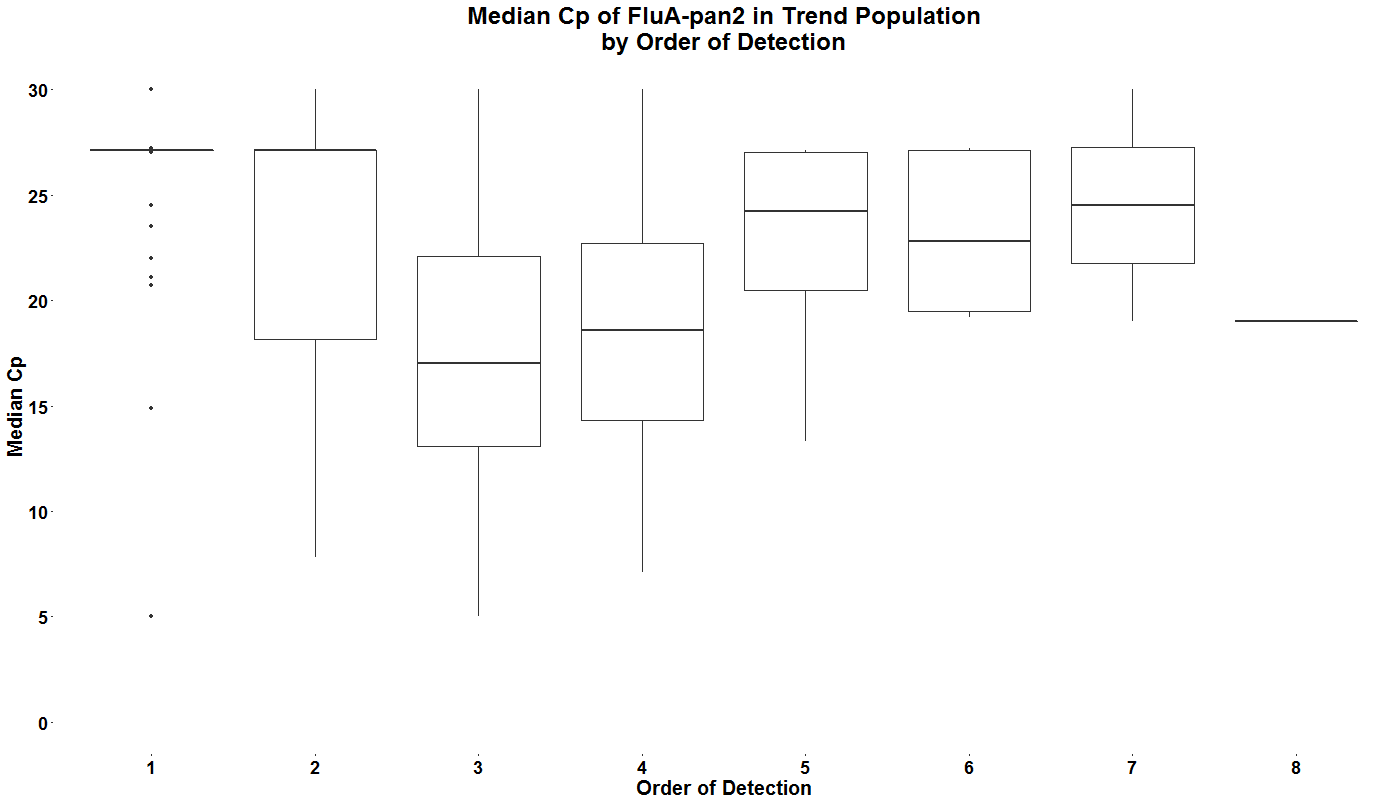 Median Cp of FluA-pan2 in Trend Population
by Order of Detection
30
25
20
15
10
5
0
Median Cp
1 2 3 4 5 6 7 8
Order of Detection